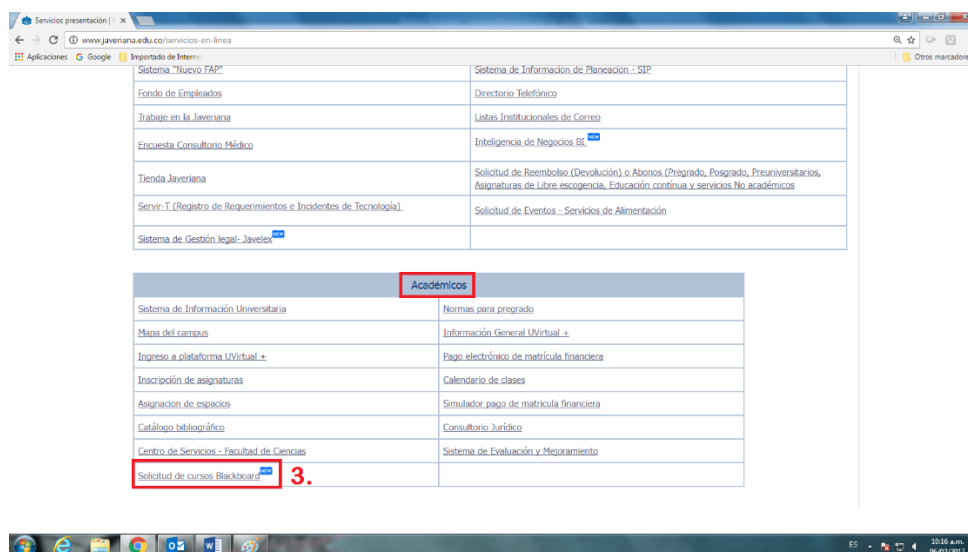 Servicios presentación |
www.javeriana.edu.co/servicios-en-linea
Aplicaciones
Google
Importado de Interne
Otros marcadore
Sistema "Nuevo FAP"
Sistema de Información de Planeación - SIP
Fondo de Empleados
Directorio Telefónico
Trabaje en la Javeriana
Listas Institucionales de Correo
Encuesta Consultorio Médico
Inteligencia de Negocios BI NEW
Tienda Javeriana
Solicitud de Reembolso (Devolución) o Abonos (Pregrado, Posgrado, Preuniversitarios,
Asignaturas de Libre escogencia, Educación contínua y servicios No académicos
Servir-T (Registro de Requerimientos e Incidentes de Tecnología)
Solicitud de Eventos - Servicios de Alimentación
Sistema de Gestión legal- Javelex NEW
Académicos
Sistema de Información Universitaria
Normas para pregrado
Mapa del campus
Información General UVirtual +
Ingreso a plataforma UVirtual +
Pago electrónico de matrícula financiera
Inscripción de asignaturas
Calendario de clases
Asignacion de espacios
Simulador pago de matricula financiera
Catálogo bibliográfico
Consultorio Jurídico
Centro de Servicios - Facultad de Ciencias
Sistema de Evaluación y Mejoramiento
Solicitud de cursos Blackboard NEW
3.
ES
10:16 a.m.
06/02/2017